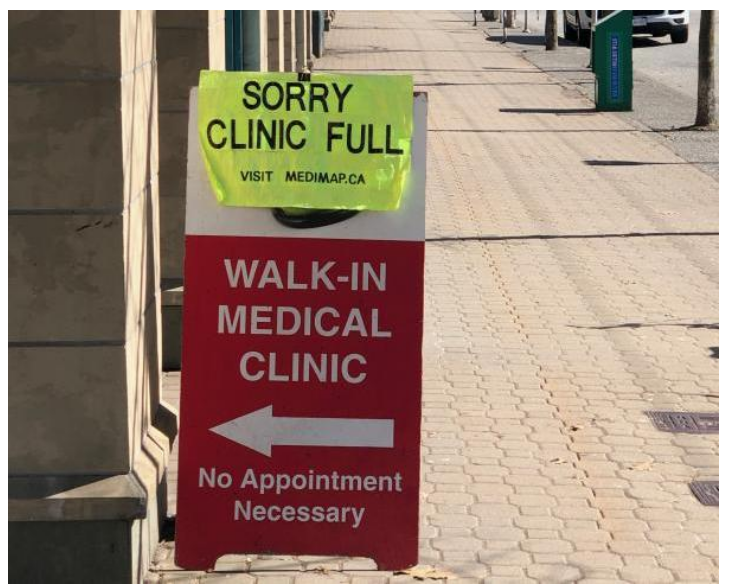 SORRY
CLINIC FULL
VISIT MEDIMAP.CA
WALK-IN
MEDICAL
CLINIC
No Appointment
Necessary